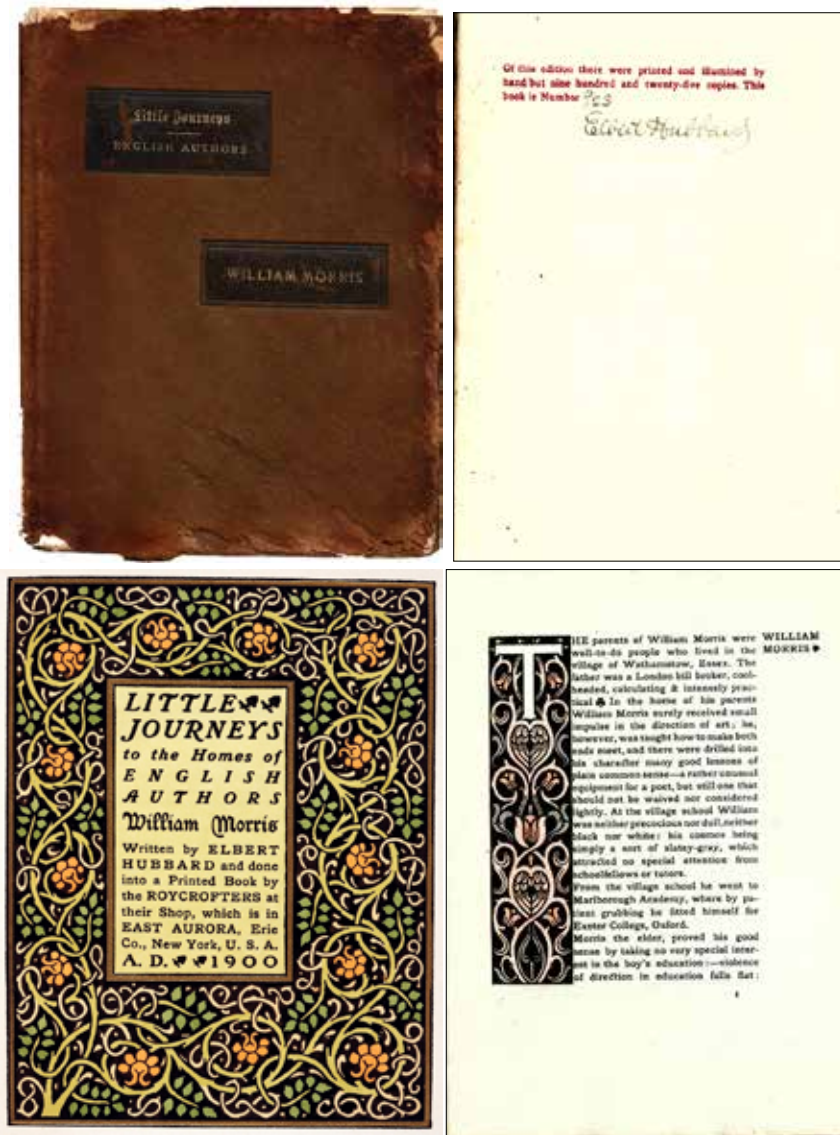 Little Journeys
ENGLISH AUTHORS
WILLIAM MORRIS
Of this edition there were printed and illumined by
hand but nine hundred and twenty-five copies. This
book is Number
Elbert Hubbard
LITTLE
JOURNEYS
to the Homes of
ENGLISH
AUTHORS
William Morris
Written by ELBERT
HUBBARD and done
into a Printed Book by
the ROYCROFTERS at
their Shop, which is in
EAST AURORA, Erie
Co., New York, U. S. A.
A. D. 1900
WILLIAM
MORRIS
THE parents of William Morris were
well-to-do people who lived in the
village of Wathamstow, Essex. The
father was a London bill broker, cool-
headed, calculating & intensely prac-
tical In the home of his parents
William Morris surely received small
impulse in the direction of art; he,
however, was taught how to make both
ends meet, and there were drilled into
his character many good lessons of
plain common sense—a rather unusual
equipment for a poet, but still one that
should not be waived nor considered
lightly. At the village school William
was neither precocious nor dull, neither
black nor white: his cosmos being
simply a sort of slatey-gray, which
attracted no special attention from
schoolfellows or tutors.
From the village school he went to
Marlborough Academy, where by pa-
tient grubbing he fitted himself for
Exeter College, Oxford.
Morris the elder, proved his good
sense by taking no very special inter-
est in the boy's education:—violence
of direction in education falls flat: